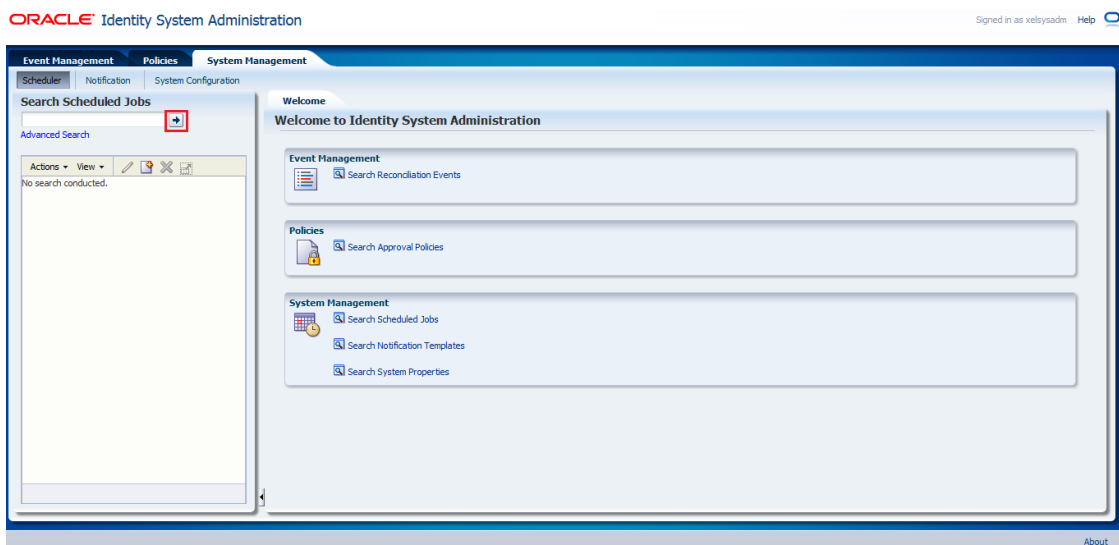 ORACLE Identity System Administration
Signed in as xelsysadm Help
Event Management Policies System Management
Scheduler Notification System Configuration
Search Scheduled Jobs
Advanced Search
Actions View
No search conducted.
Welcome
Welcome to Identity System Administration
Event Management
Search Reconciliation Events
Policies
Search Approval Policies
System Management
Search Scheduled Jobs
Search Notification Templates
Search System Properties
About